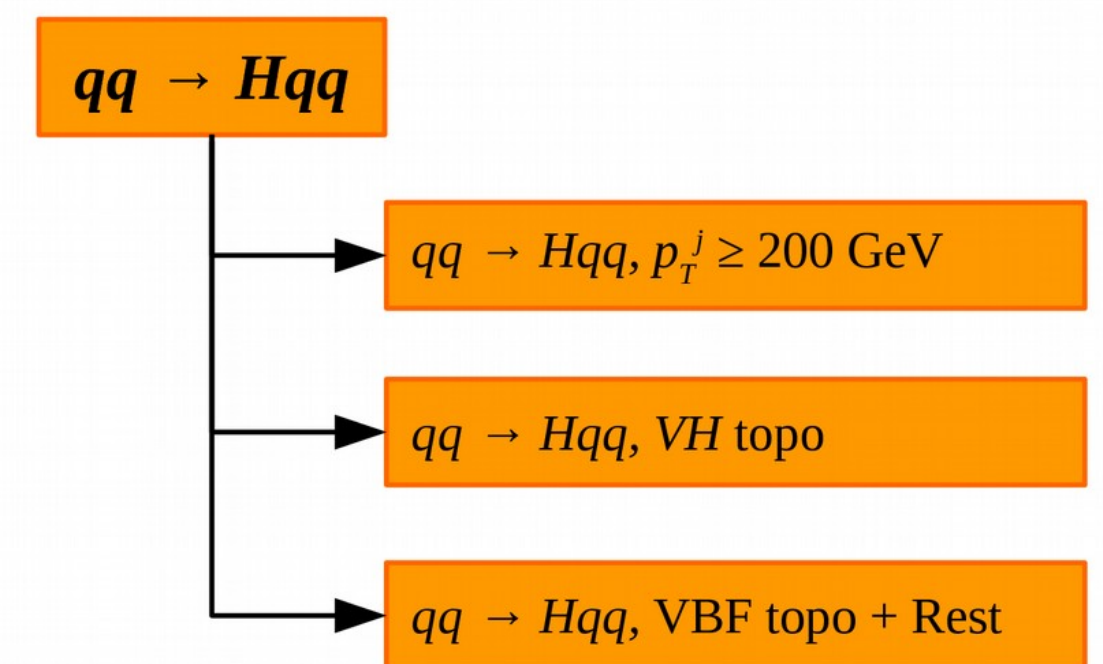 qq → Hqq
qq → Hqq, p_T^j ≥ 200 GeV
qq → Hqq, VH topo
qq → Hqq, VBF topo + Rest